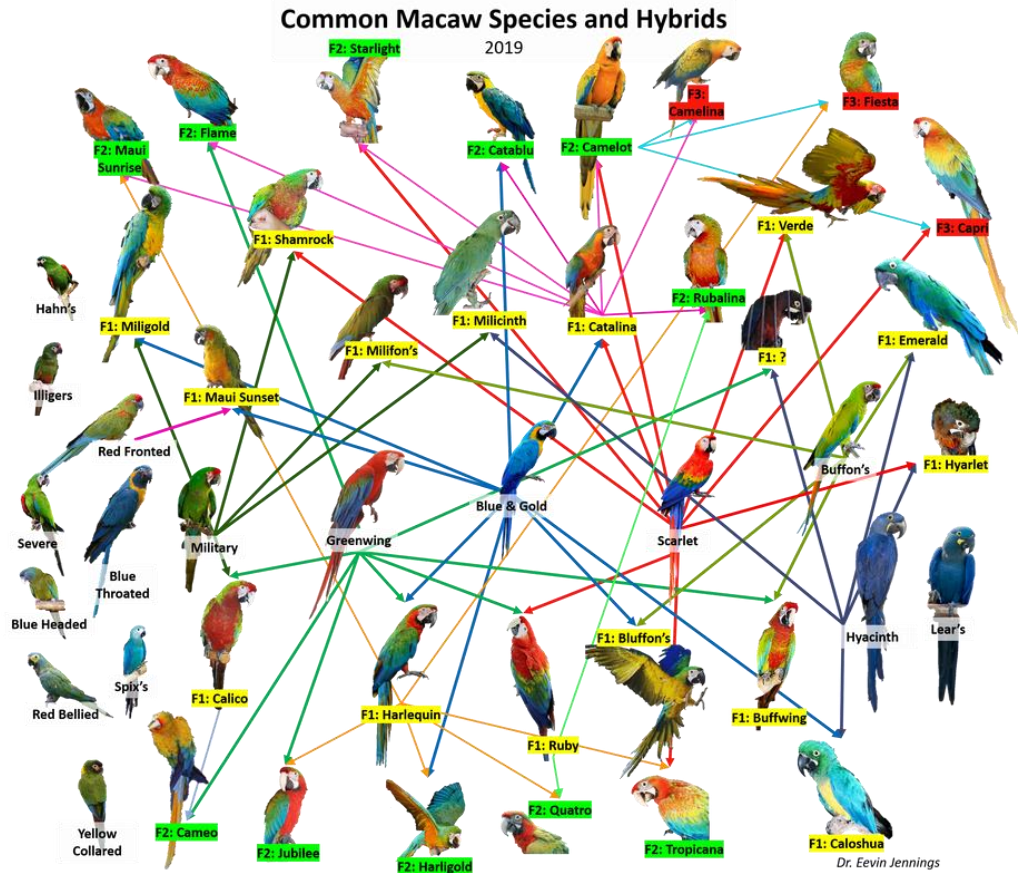 Common Macaw Species and Hybrids
2019
F2: Starlight
F3:
Camelina
F3: Fiesta
F2: Flame
F2: Maui
Sunrise
F2: Catablu
F2: Camelot
F1: Verde
F3: Capri
F1: Shamrock
F2: Rubalina
Hahn's
F1: Miligold
F1: Milicinth
F1: Catalina
F1: Emerald
F1: Milifon's
F1: ?
Illigers
F1: Maui Sunset
Red Fronted
Buffon's
F1: Hyarlet
Blue & Gold
Severe
Military
Greenwing
Scarlet
Blue
Throated
Blue Headed
F1: Bluffon's
Hyacinth
Lear's
Spix's
Red Bellied
F1: Calico
F1: Harlequin
F1: Buffwing
F1: Ruby
Yellow
Collared
F2: Cameo
F2: Quatro
F2: Jubilee
F2: Harligold
F2: Tropicana
F1: Caloshua
Dr. Eevin Jennings